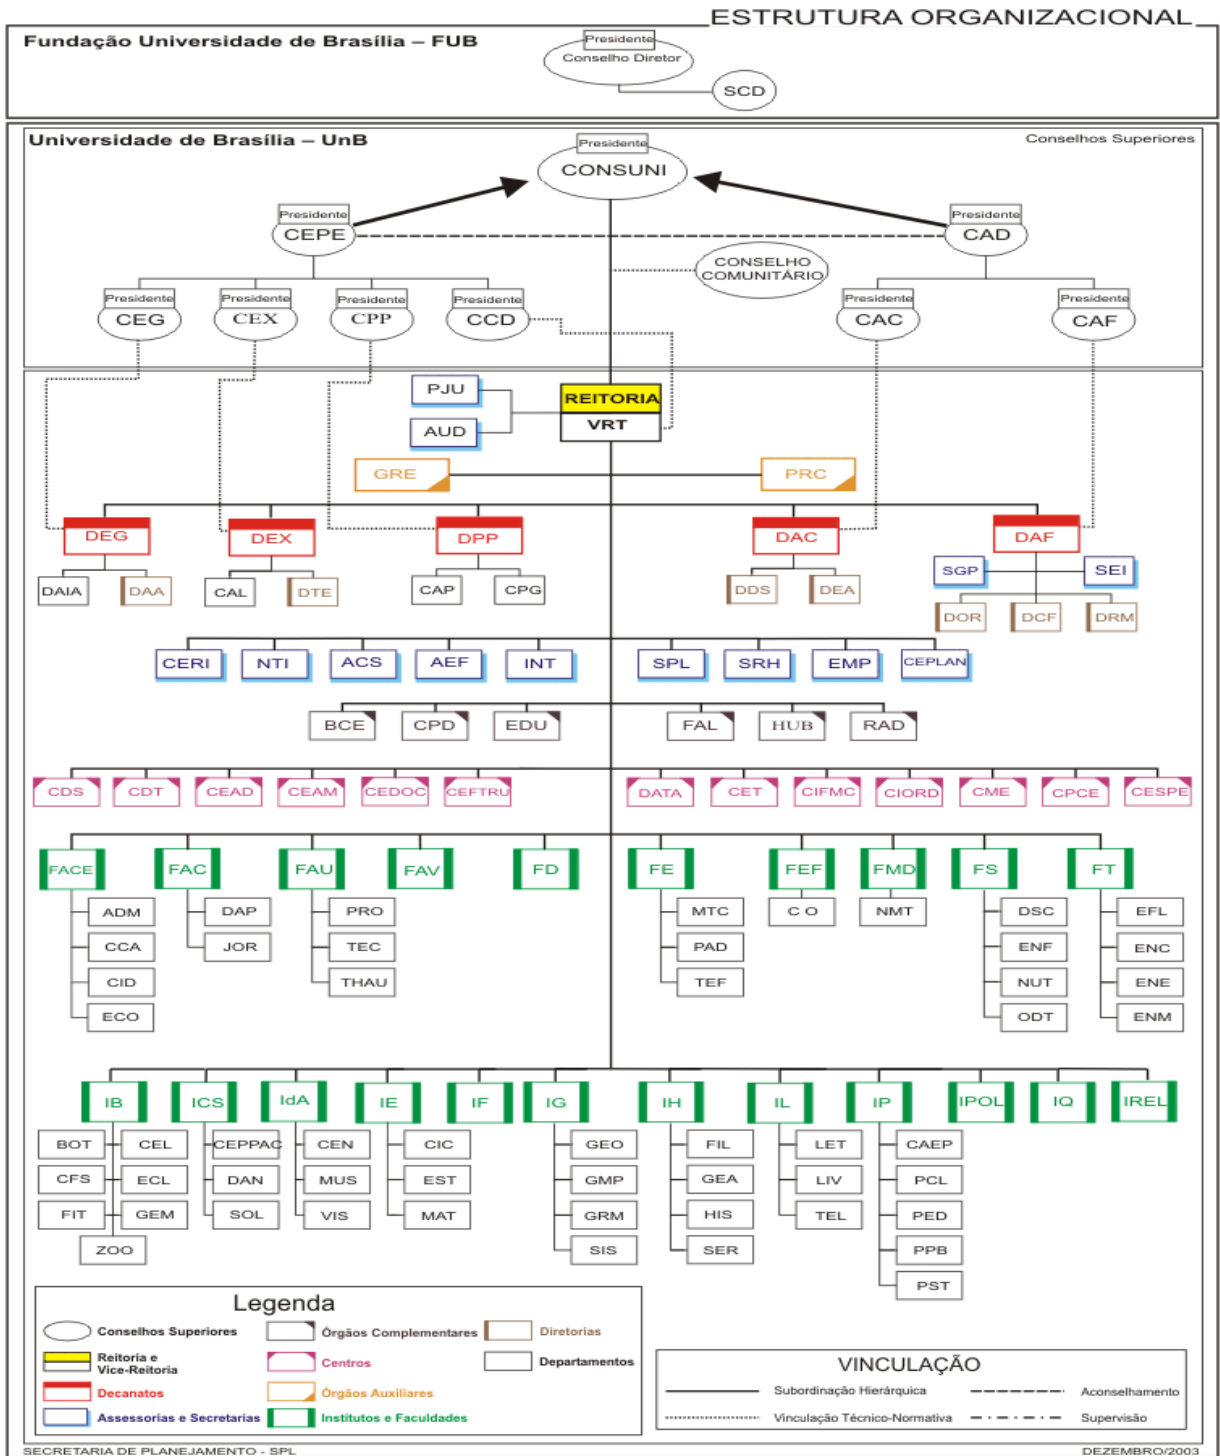 ESTRUTURA ORGANIZACIONAL
Fundação Universidade de Brasília – FUB
Presidente
Conselho Diretor
SCD
Universidade de Brasília – UnB
Conselhos Superiores
Presidente
CONSUNI
Presidente
CEPE
Presidente
CAD
CONSELHO
COMUNITÁRIO
Presidente
CEG
Presidente
CEX
Presidente
CPP
Presidente
CCD
Presidente
CAC
Presidente
CAF
PJU
AUD
REITORIA
VRT
GRE
PRC
DEG
DEX
DPP
DAC
DAF
DAIA
DAA
CAL
DTE
CAP
CPG
DDS
DEA
SGP
SEI
DOR
DCF
DRM
CERI
NTI
ACS
AEF
INT
SPL
SRH
EMP
CEPLAN
BCE
CPD
EDU
FAL
HUB
RAD
CDS
CDT
CEAD
CEAM
CEDOC
CEFTRU
DATA
CET
CIFMC
CIORD
CME
CPCE
CESPE
FACE
FAC
FAU
FAV
FD
FE
FEF
FMD
FS
FT
ADM
DAP
PRO
MTC
C O
NMT
DSC
EFL
CCA
JOR
TEC
PAD
ENF
ENC
CID
THAU
TEF
NUT
ENE
ECO
ODT
ENM
IB
ICS
IdA
IE
IF
IG
IH
IL
IP
IPOL
IQ
IREL
BOT
CEL
CEPPAC
CEN
CIC
GEO
FIL
LET
CAEP
CFS
ECL
DAN
MUS
EST
GMP
GEA
LIV
PCL
FIT
GEM
SOL
VIS
MAT
GRM
HIS
TEL
PED
ZOO
SIS
SER
PPB
PST
Legenda
Conselhos Superiores
Órgãos Complementares
Diretorias
Reitoria e
Vice-Reitoria
Centros
Departamentos
Decanatos
Órgãos Auxiliares
Assessorias e Secretarias
Institutos e Faculdades
VINCULAÇÃO
Subordinação Hierárquica
Aconselhamento
Vinculação Técnico-Normativa
Supervisão
SECRETARIA DE PLANEJAMENTO - SPL
DEZEMBRO/2003